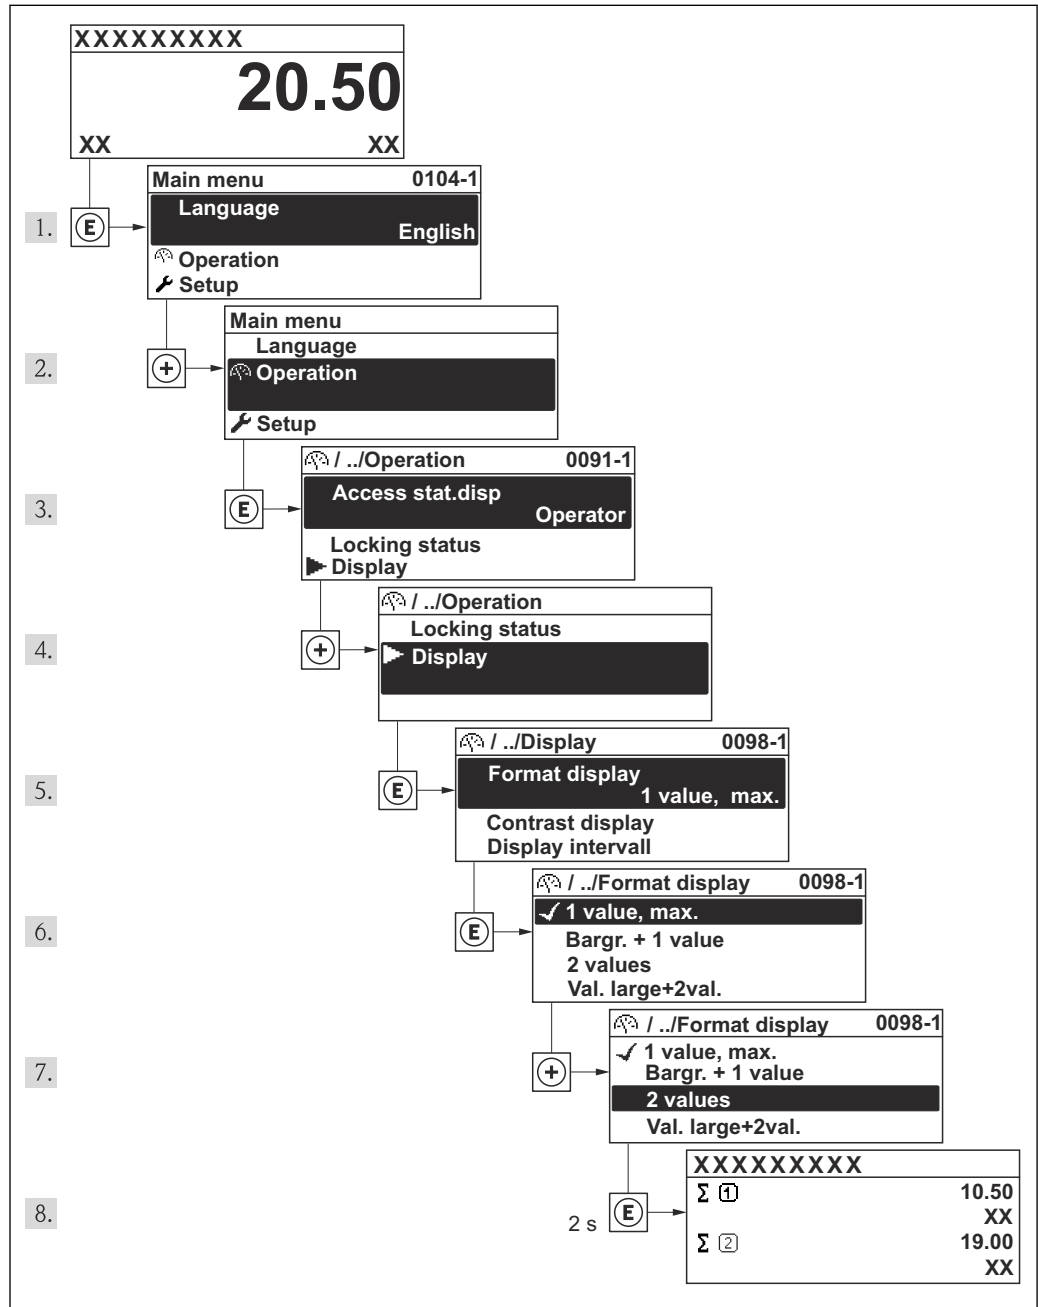 XXXXXXXXX
20.50
XX XX
Main menu 0104-1
Language
English
Operation
Setup
1. E
Main menu
Language
Operation
Setup
2. +
/ ../Operation 0091-1
Access stat.disp
Operator
Locking status
Display
3. E
/ ../Operation
Locking status
Display
4. +
/ ../Display 0098-1
Format display
1 value, max.
Contrast display
Display intervall
5. E
/ ../Format display 0098-1
✓ 1 value, max.
Bargr. + 1 value
2 values
Val. large+2val.
6. E
/ ../Format display 0098-1
✓ 1 value, max.
Bargr. + 1 value
2 values
Val. large+2val.
7. +
XXXXXXXXX
Σ 1 10.50
XX
Σ 2 19.00
XX
8. 2 s E